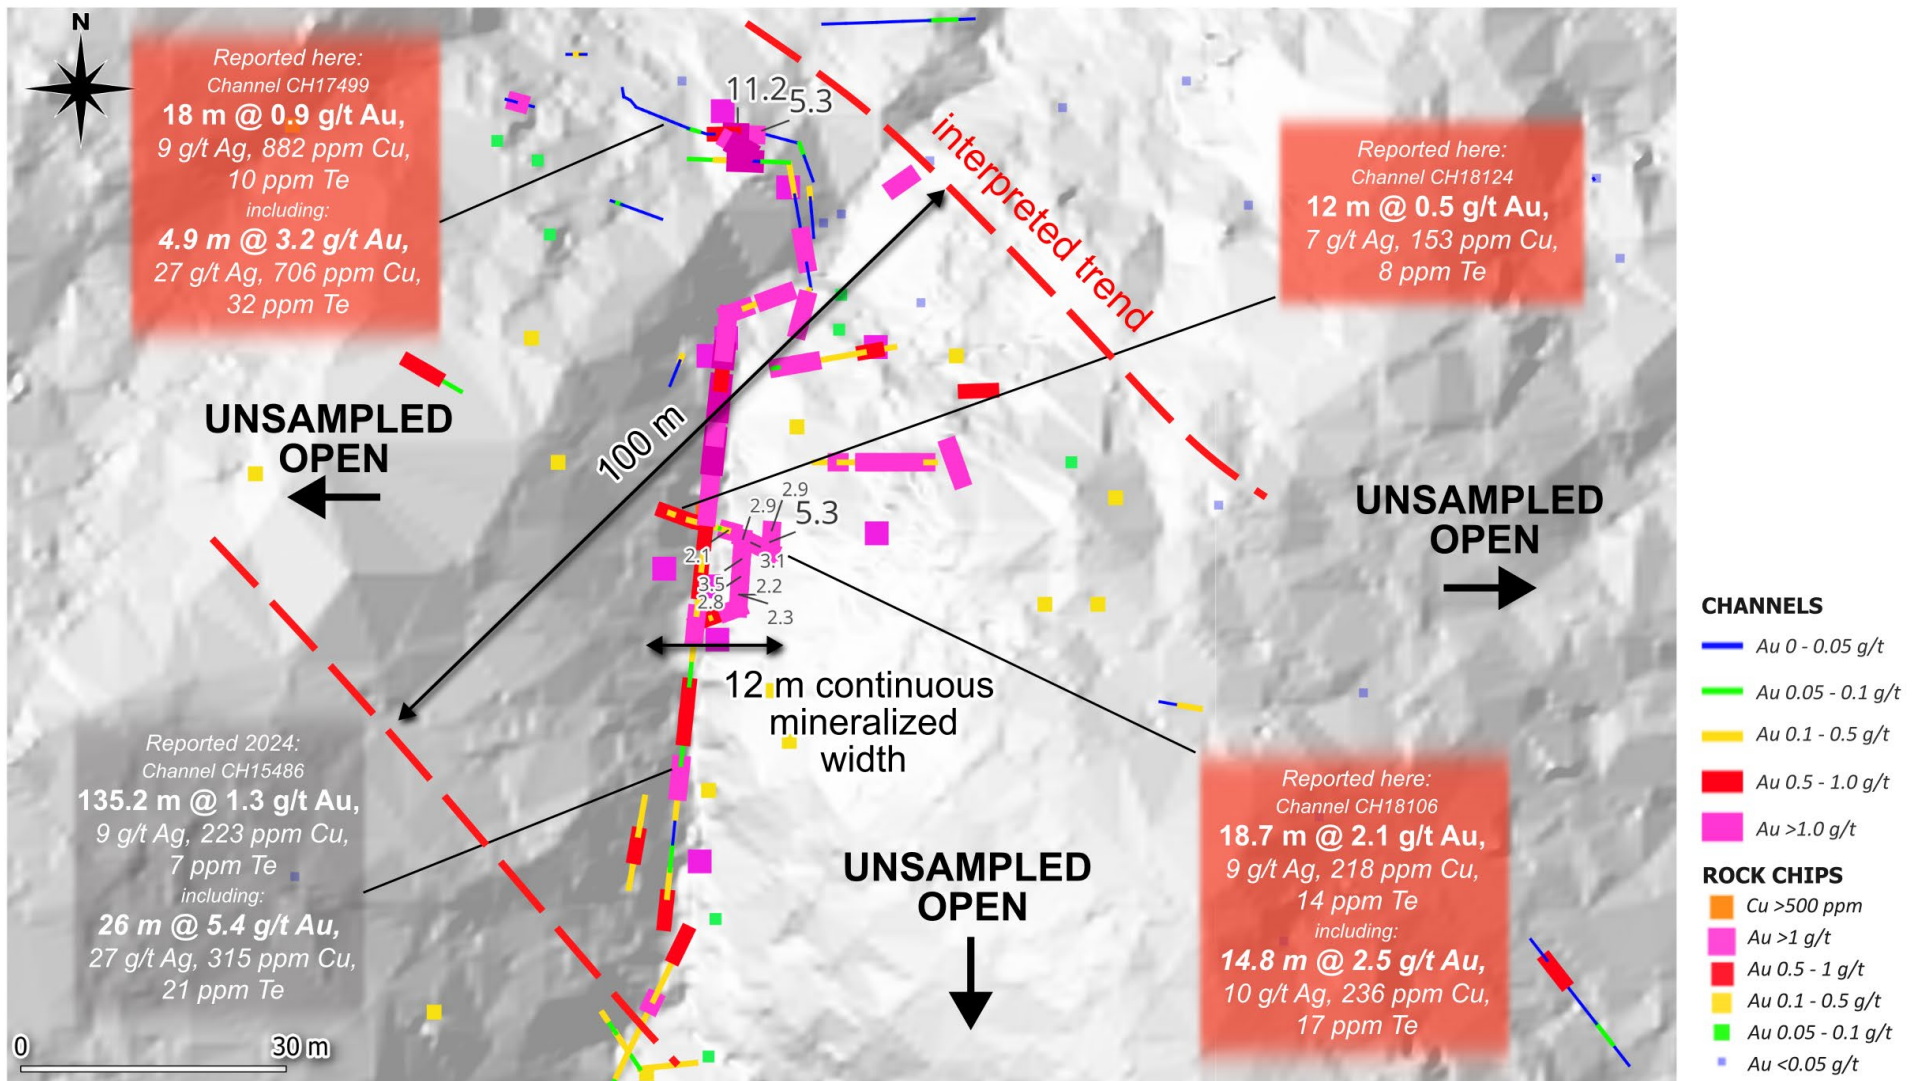 N
Reported here:
Channel CH17499
18 m @ 0.9 g/t Au,
9 g/t Ag, 882 ppm Cu,
10 ppm Te
including:
4.9 m @ 3.2 g/t Au,
27 g/t Ag, 706 ppm Cu,
32 ppm Te
11.2
5.3
interpreted trend
Reported here:
Channel CH18124
12 m @ 0.5 g/t Au,
7 g/t Ag, 153 ppm Cu,
8 ppm Te
UNSAMPLED
OPEN
100 m
2.9
2.9
5.3
2.1
3.1
3.5
2.2
2.8
2.3
UNSAMPLED
OPEN
12 m continuous
mineralized
width
Reported 2024:
Channel CH15486
135.2 m @ 1.3 g/t Au,
9 g/t Ag, 223 ppm Cu,
7 ppm Te
including:
26 m @ 5.4 g/t Au,
27 g/t Ag, 315 ppm Cu,
21 ppm Te
UNSAMPLED
OPEN
Reported here:
Channel CH18106
18.7 m @ 2.1 g/t Au,
9 g/t Ag, 218 ppm Cu,
14 ppm Te
including:
14.8 m @ 2.5 g/t Au,
10 g/t Ag, 236 ppm Cu,
17 ppm Te
0 30 m
CHANNELS
Au 0 - 0.05 g/t
Au 0.05 - 0.1 g/t
Au 0.1 - 0.5 g/t
Au 0.5 - 1.0 g/t
Au >1.0 g/t
ROCK CHIPS
Cu >500 ppm
Au >1 g/t
Au 0.5 - 1 g/t
Au 0.1 - 0.5 g/t
Au 0.05 - 0.1 g/t
Au <0.05 g/t